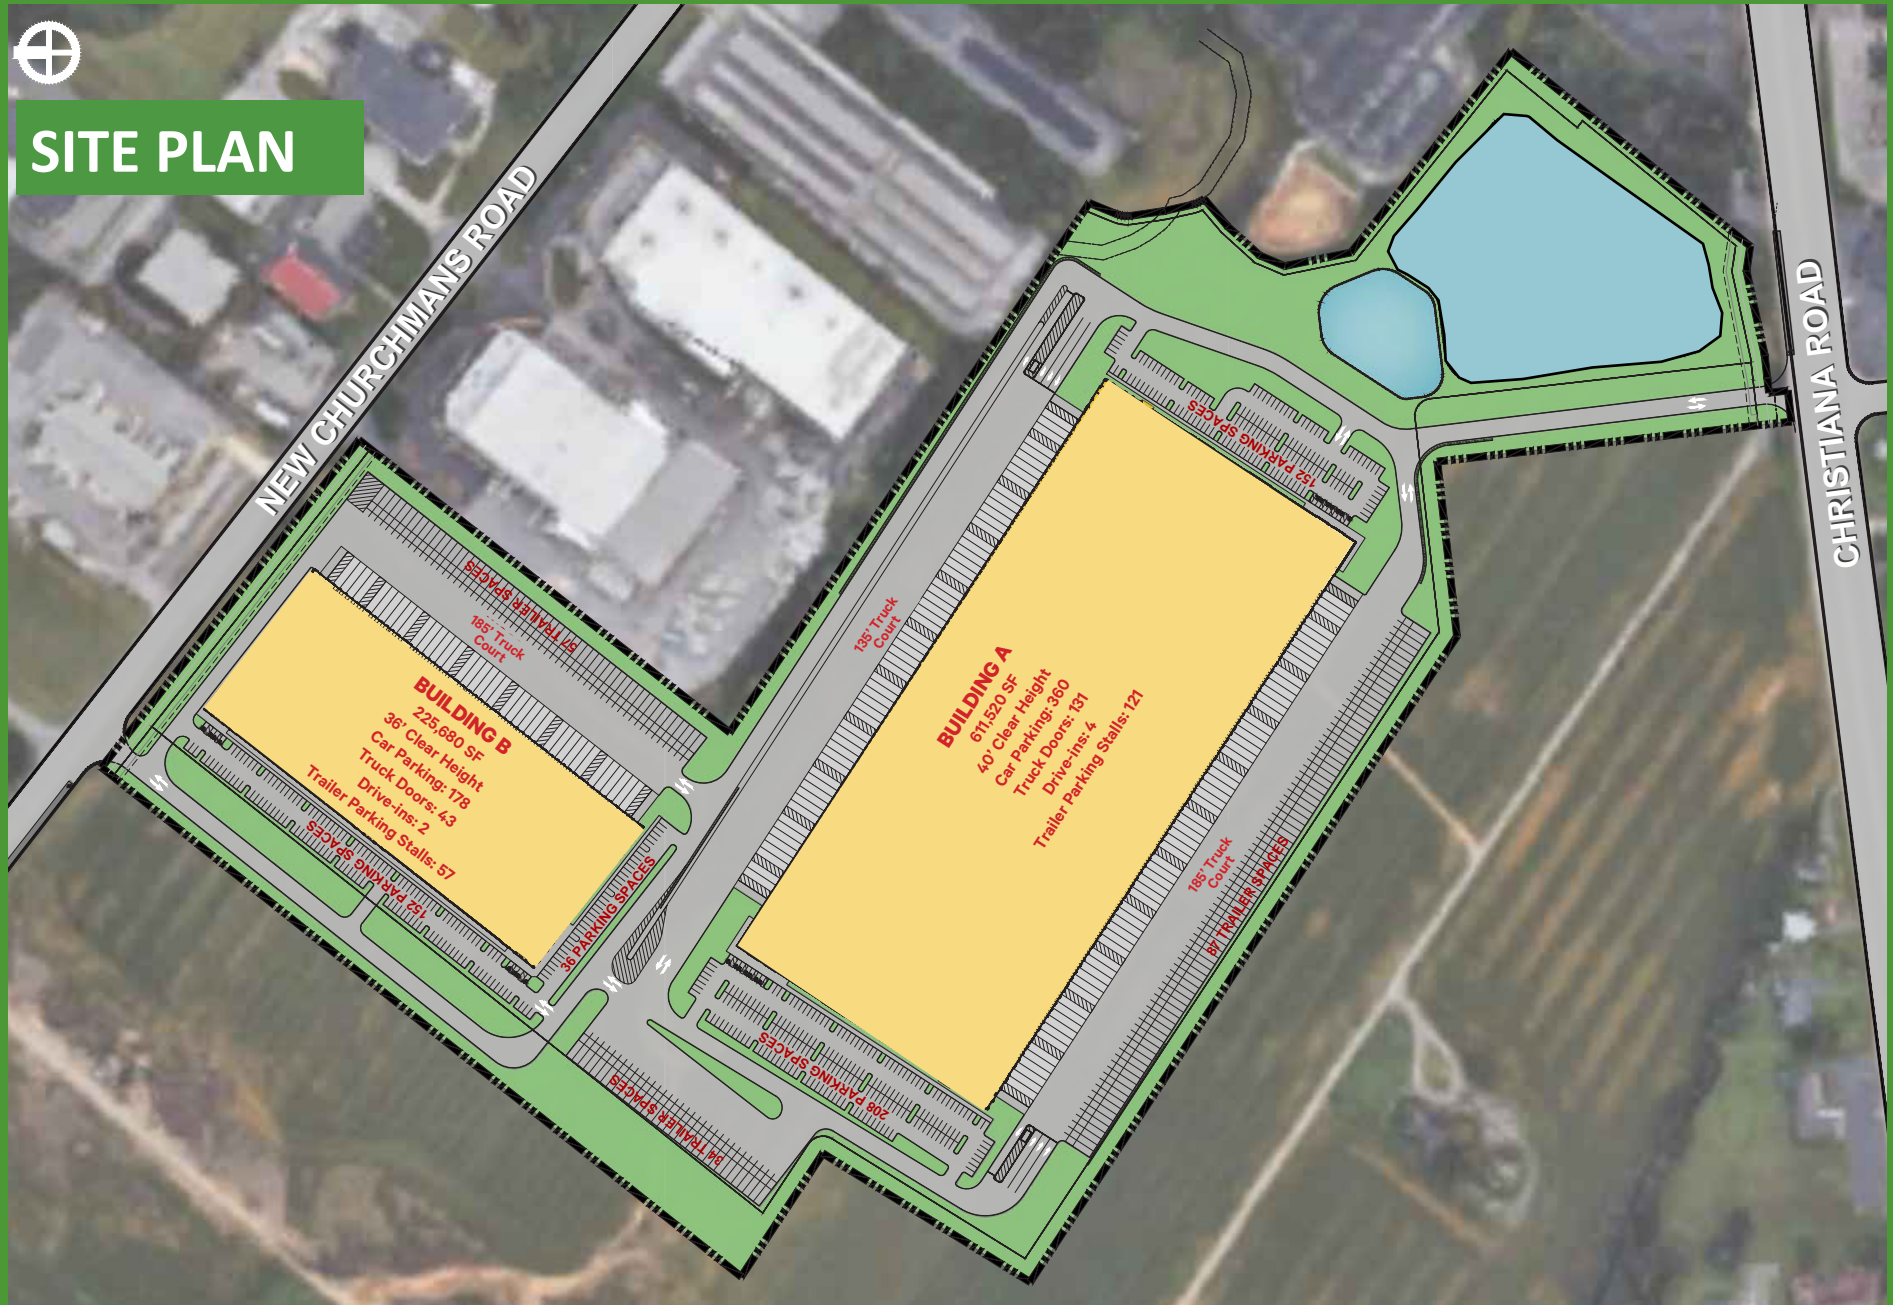 SITE PLAN
NEW CHURCHMANS ROAD
CHRISTIANA ROAD
152 PARKING SPACES
57 TRAILER SPACES
185' Truck
Court
135' Truck
Court
BUILDING B
225,680 SF
36' Clear Height
Car Parking: 178
Truck Doors: 43
Drive-ins: 2
Trailer Parking Stalls: 57
BUILDING A
611,520 SF
40' Clear Height
Car Parking: 360
Truck Doors: 131
Drive-ins: 4
Trailer Parking Stalls: 121
152 PARKING SPACES
36 PARKING SPACES
185' Truck
Court
87 TRAILER SPACES
208 PARKING SPACES
34 TRAILER SPACES